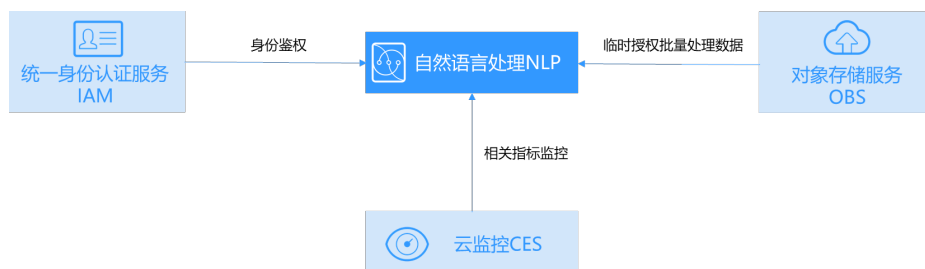 身份鉴权
临时授权批量处理数据
统一身份认证服务
IAM
自然语言处理NLP
对象存储服务
OBS
相关指标监控
云监控CES